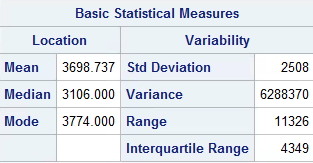 Basic Statistical Measures
Location Variability
Mean 3698.737 Std Deviation 2508
Median 3106.000 Variance 6288370
Mode 3774.000 Range 11326
Interquartile Range 4349